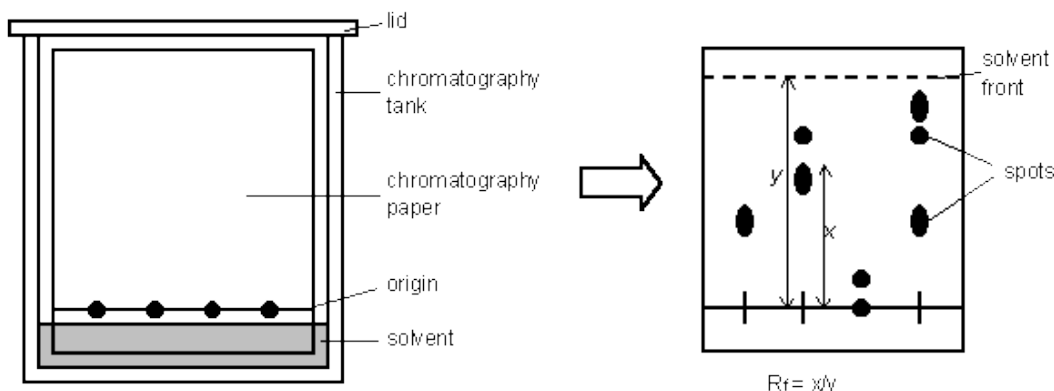 lid
chromatography
tank
chromatography
paper
origin
solvent
solvent
front
spots
y
x
Rf = x/y